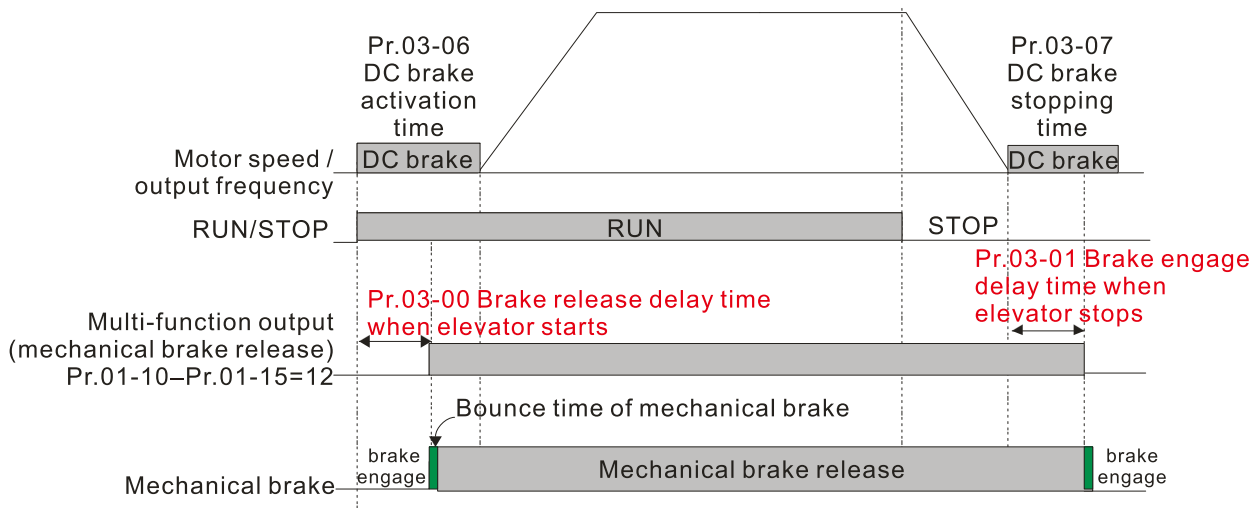 Pr.03-06
DC brake
activation
time
Pr.03-07
DC brake
stopping
time
Motor speed /
output frequency
DC brake
DC brake
RUN/STOP
RUN
STOP
Pr.03-01 Brake engage
delay time when
elevator stops
Pr.03-00 Brake release delay time
when elevator starts
Multi-function output
(mechanical brake release)
Pr.01-10–Pr.01-15=12
Bounce time of mechanical brake
Mechanical brake
brake
engage
Mechanical brake release
brake
engage